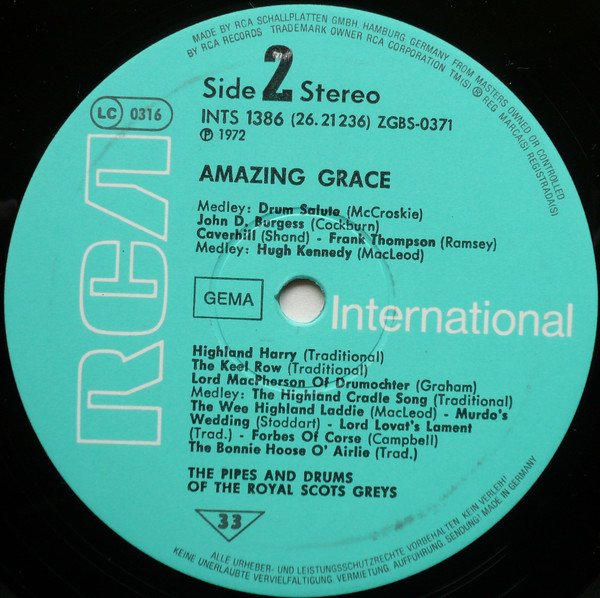 MADE BY RCA SCHALLPLATTEN GMBH, HAMBURG GERMANY, FROM MASTERS OWNED OR CONTROLLED
BY RCA RECORDS TRADEMARK OWNER RCA CORPORATION TM(S) ® REG MARCA(S) REGISTRADA(S)
Side 2 Stereo
LC 0316
INTS 1386 (26.21236) ZGBS-0371
℗ 1972
AMAZING GRACE
Medley: Drum Salute (McCroskie)
John D. Burgess (Cockburn)
Caverhill (Shand) - Frank Thompson (Ramsey)
Medley: Hugh Kennedy (MacLeod)
GEMA
RCA
International
Highland Harry (Traditional)
The Keel Row (Traditional)
Lord MacPherson Of Drumochter (Graham)
Medley: The Highland Cradle Song (Traditional)
The Wee Highland Laddie (MacLeod) - Murdo's
Wedding (Stoddart) - Lord Lovat's Lament
(Trad.) - Forbes Of Corse (Campbell)
The Bonnie Hoose O' Airlie (Trad.)
THE PIPES AND DRUMS
OF THE ROYAL SCOTS GREYS
33
ALLE URHEBER- UND LEISTUNGSSCHUTZRECHTE VORBEHALTEN. KEIN VERLEIH!
KEINE UNERLAUBTE VERVIELFÄLTIGUNG, VERMIETUNG, AUFFÜHRUNG, SENDUNG! MADE IN GERMANY